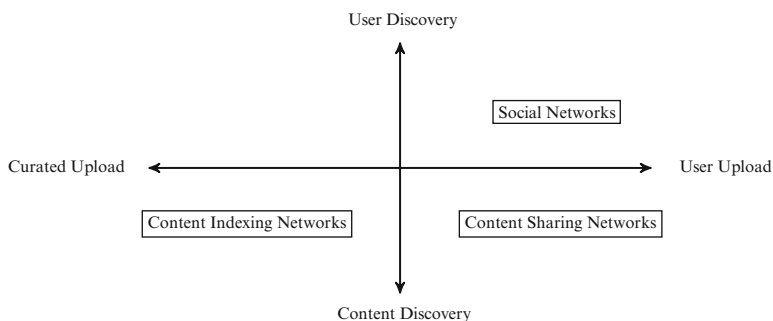 User Discovery
Social Networks
Curated Upload
User Upload
Content Indexing Networks
Content Sharing Networks
Content Discovery